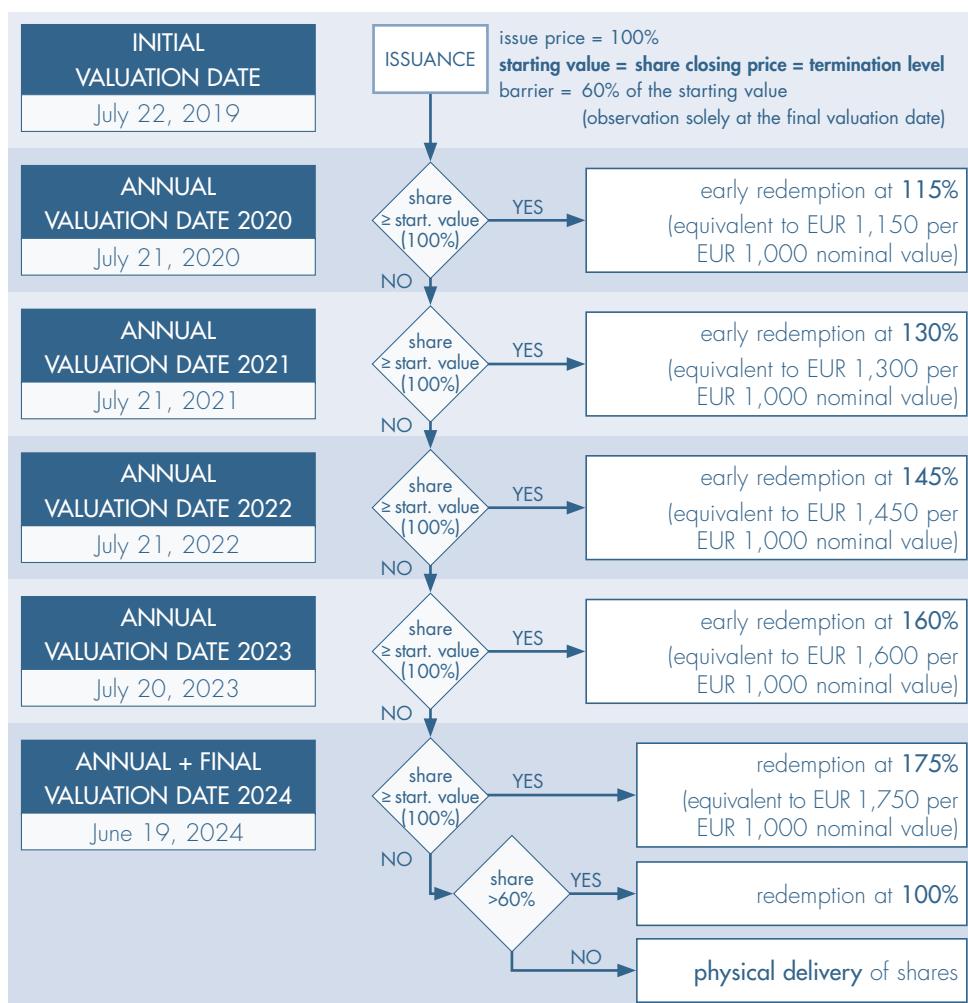 INITIAL
VALUATION DATE
July 22, 2019
ISSUANCE
issue price = 100%
starting value = share closing price = termination level
barrier = 60% of the starting value
(observation solely at the final valuation date)
ANNUAL
VALUATION DATE 2020
July 21, 2020
share
≥ start. value
(100%)
YES
NO
early redemption at 115%
(equivalent to EUR 1,150 per
EUR 1,000 nominal value)
ANNUAL
VALUATION DATE 2021
July 21, 2021
share
≥ start. value
(100%)
YES
NO
early redemption at 130%
(equivalent to EUR 1,300 per
EUR 1,000 nominal value)
ANNUAL
VALUATION DATE 2022
July 21, 2022
share
≥ start. value
(100%)
YES
NO
early redemption at 145%
(equivalent to EUR 1,450 per
EUR 1,000 nominal value)
ANNUAL
VALUATION DATE 2023
July 20, 2023
share
≥ start. value
(100%)
YES
NO
early redemption at 160%
(equivalent to EUR 1,600 per
EUR 1,000 nominal value)
ANNUAL + FINAL
VALUATION DATE 2024
June 19, 2024
share
≥ start. value
(100%)
YES
NO
redemption at 175%
(equivalent to EUR 1,750 per
EUR 1,000 nominal value)
share
>60%
YES
redemption at 100%
NO
physical delivery of shares